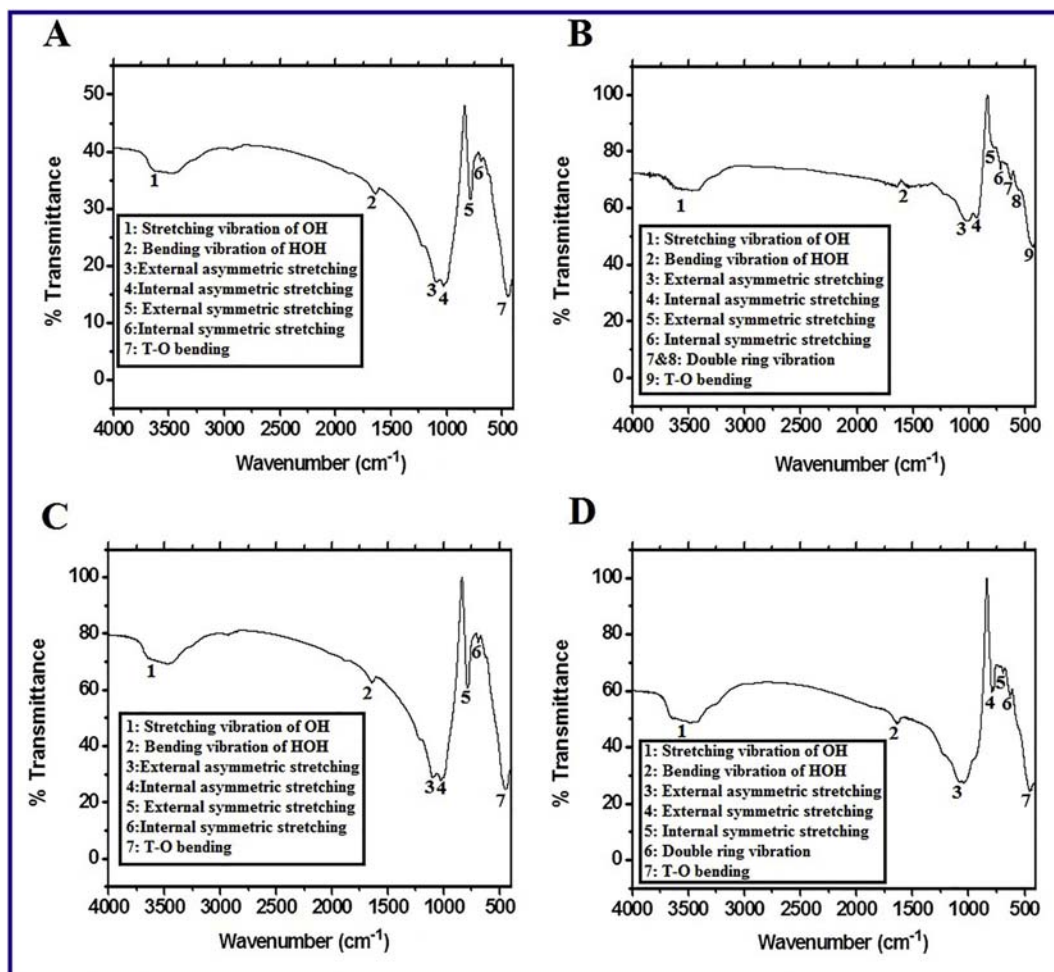 A
% Transmittance
50
40
30
20
10
0
1
2
3
4
5
6
7
1: Stretching vibration of OH
2: Bending vibration of HOH
3:External asymmetric stretching
4:Internal asymmetric stretching
5: External symmetric stretching
6:Internal symmetric stretching
7: T-O bending
4000 3500 3000 2500 2000 1500 1000 500
Wavenumber (cm⁻¹)
B
% Transmittance
100
80
60
40
20
0
1
2
3
4
5
6
7
8
9
1: Stretching vibration of OH
2: Bending vibration of HOH
3: External asymmetric stretching
4: Internal asymmetric stretching
5: External symmetric stretching
6: Internal symmetric stretching
7&8: Double ring vibration
9: T-O bending
4000 3500 3000 2500 2000 1500 1000 500
Wavenumber (cm⁻¹)
C
% Transmittance
100
80
60
40
20
0
1
2
3
4
5
6
7
1: Stretching vibration of OH
2: Bending vibration of HOH
3:External asymmetric stretching
4:Internal asymmetric stretching
5: External symmetric stretching
6:Internal symmetric stretching
7: T-O bending
4000 3500 3000 2500 2000 1500 1000 500
Wavenumber (cm⁻¹)
D
% Transmittance
100
80
60
40
20
0
1
2
3
4
5
6
7
1: Stretching vibration of OH
2: Bending vibration of HOH
3: External asymmetric stretching
4: External symmetric stretching
5: Internal symmetric stretching
6: Double ring vibration
7: T-O bending
4000 3500 3000 2500 2000 1500 1000 500
Wavenumber (cm⁻¹)